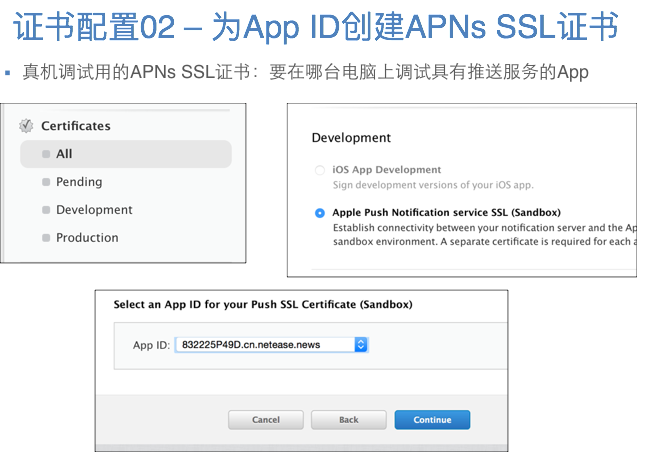 证书配置02 – 为App ID创建APNs SSL证书
▪ 真机调试用的APNs SSL证书：要在哪台电脑上调试具有推送服务的App
Certificates
All
Pending
Development
Production
Development
iOS App Development
Sign development versions of your iOS app.
Apple Push Notification service SSL (Sandbox)
Establish connectivity between your notification server and the Ap
sandbox environment. A separate certificate is required for each a
Select an App ID for your Push SSL Certificate (Sandbox)
App ID: 832225P49D.cn.netease.news
Cancel Back Continue